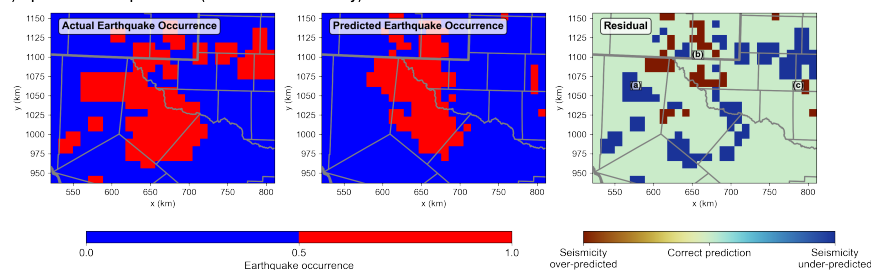 Actual Earthquake Occurrence
Predicted Earthquake Occurrence
Residual
1150
1125
1100
1075
1050
1025
1000
975
950
y (km)
550 600 650 700 750 800
x (km)
1150
1125
1100
1075
1050
1025
1000
975
950
y (km)
550 600 650 700 750 800
x (km)
1150
1125
1100
1075
1050
1025
1000
975
950
y (km)
550 600 650 700 750 800
x (km)
(a)
(b)
(c)
0.0 0.5 1.0
Earthquake occurrence
Seismicity
over-predicted
Correct prediction
Seismicity
under-predicted